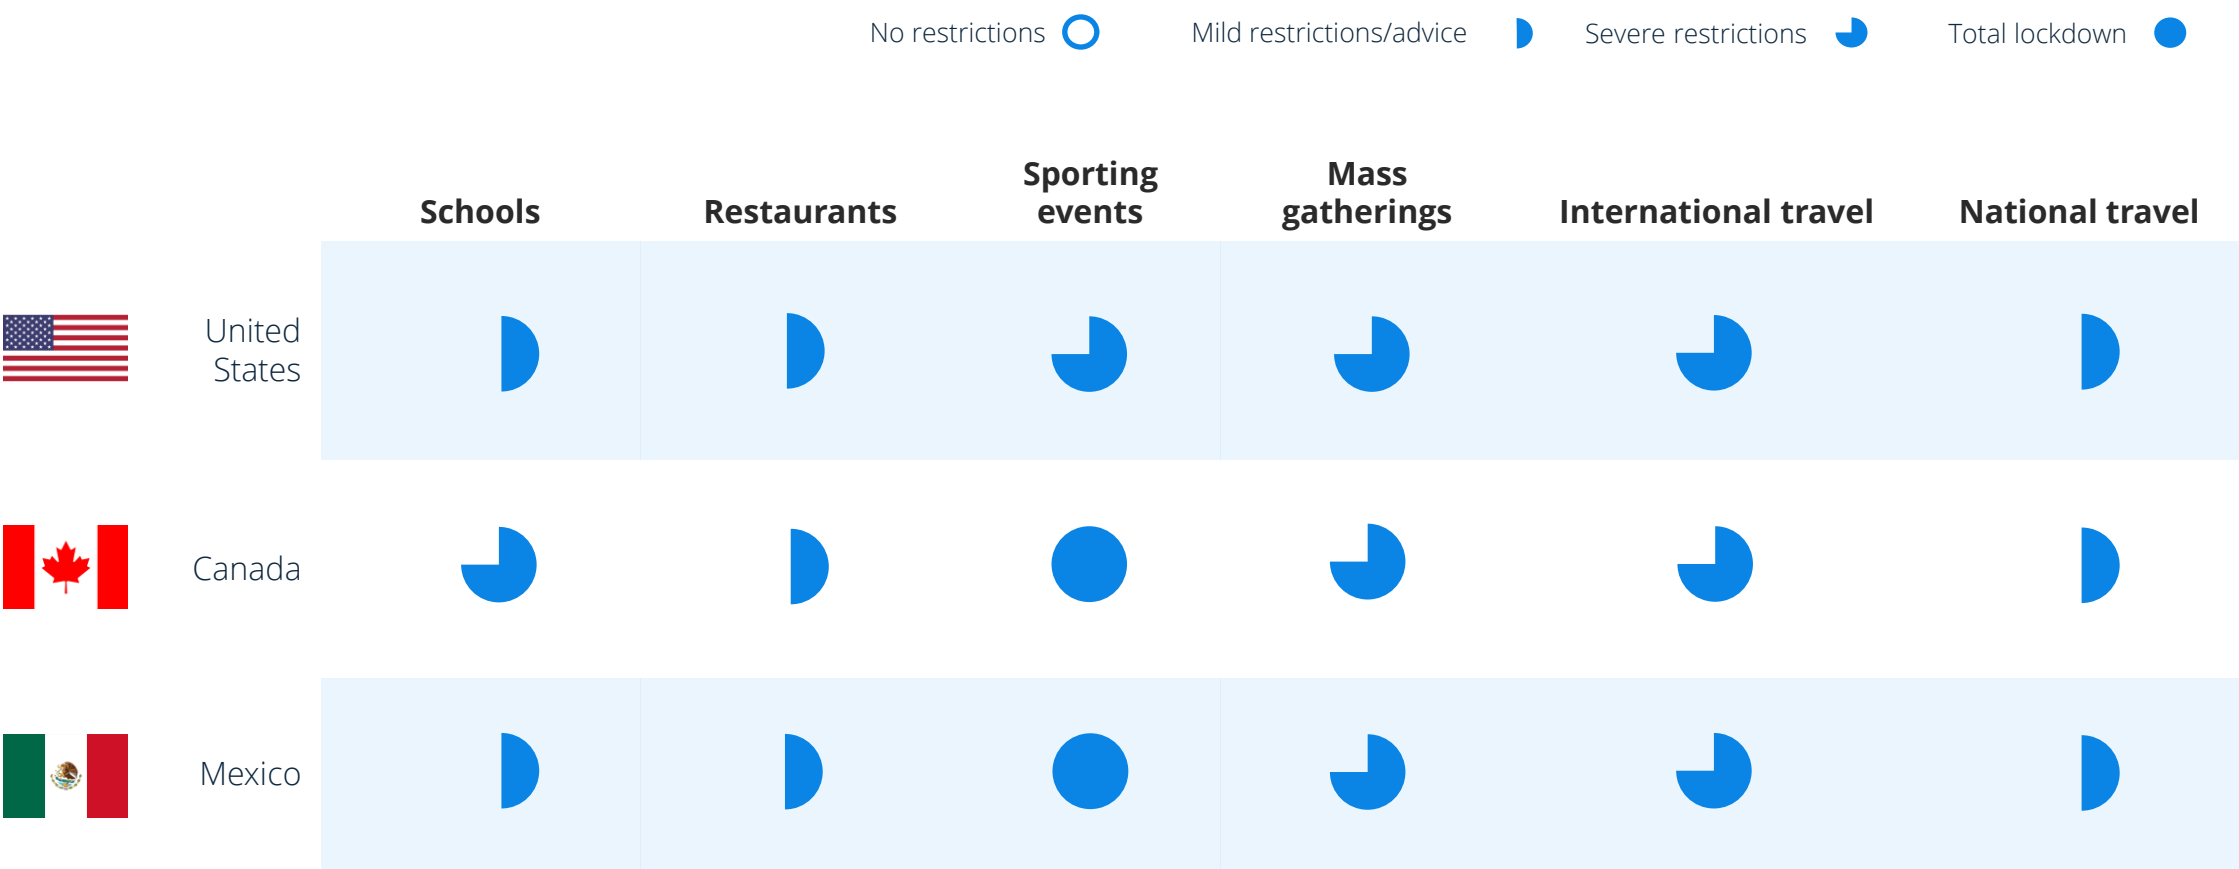 No restrictions Mild restrictions/advice Severe restrictions Total lockdown
Sporting Mass
Schools Restaurants events gatherings International travel National travel
United
States
Canada
Mexico